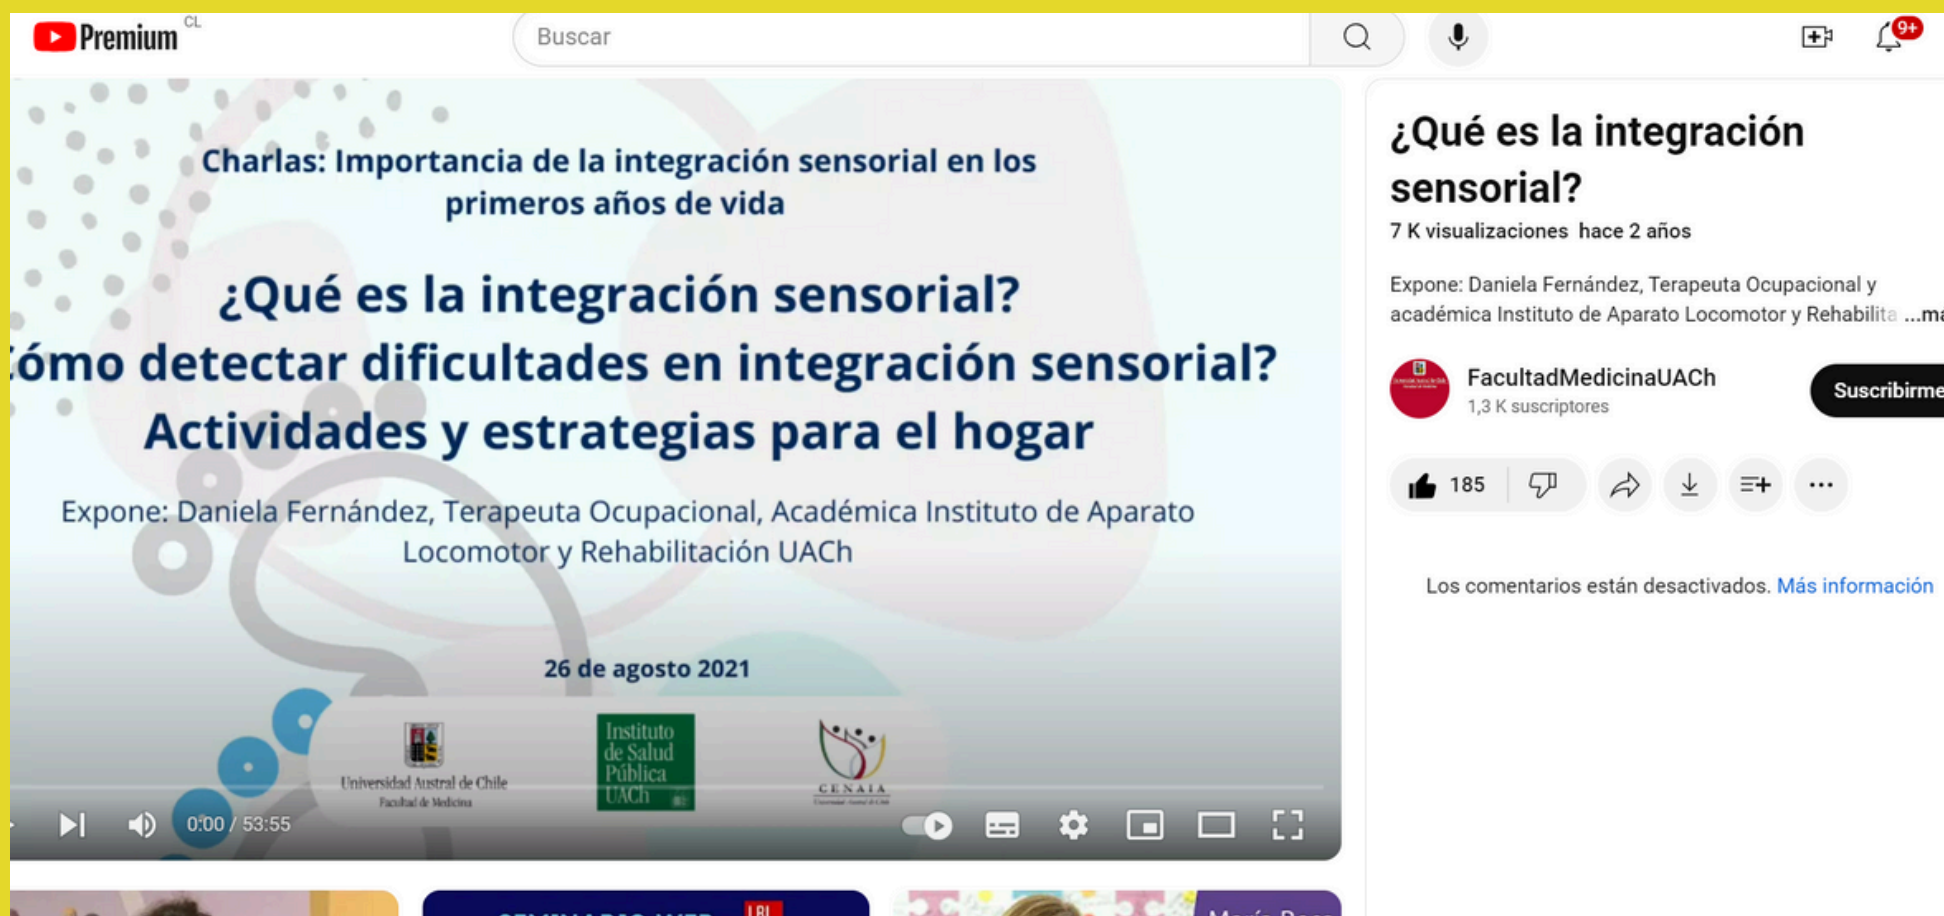 Premium CL
Buscar
9+
Charlas: Importancia de la integración sensorial en los
primeros años de vida
¿Qué es la integración sensorial?
ómo detectar dificultades en integración sensorial?
Actividades y estrategias para el hogar
Expone: Daniela Fernández, Terapeuta Ocupacional, Académica Instituto de Aparato
Locomotor y Rehabilitación UACh
26 de agosto 2021
Universidad Austral de Chile
Facultad de Medicina
Instituto
de Salud
Pública
UACh
CENAIA
0:00 / 53:55
¿Qué es la integración
sensorial?
7 K visualizaciones hace 2 años
Expone: Daniela Fernández, Terapeuta Ocupacional y
académica Instituto de Aparato Locomotor y Rehabilita ...má
FacultadMedicinaUACh
1,3 K suscriptores
Suscribirme
185
Los comentarios están desactivados. Más información